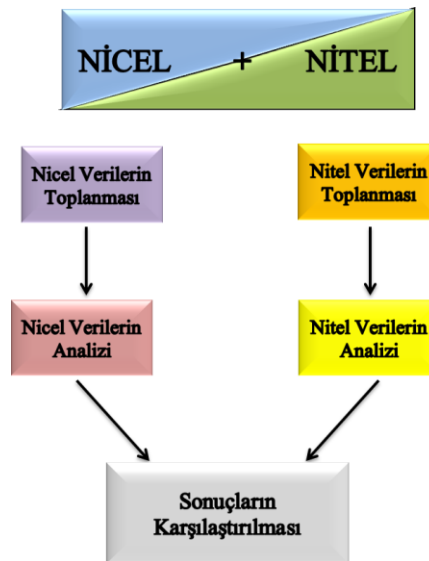 NİCEL + NİTEL
Nicel Verilerin
Toplanması
Nitel Verilerin
Toplanması
Nicel Verilerin
Analizi
Nitel Verilerin
Analizi
Sonuçların
Karşılaştırılması